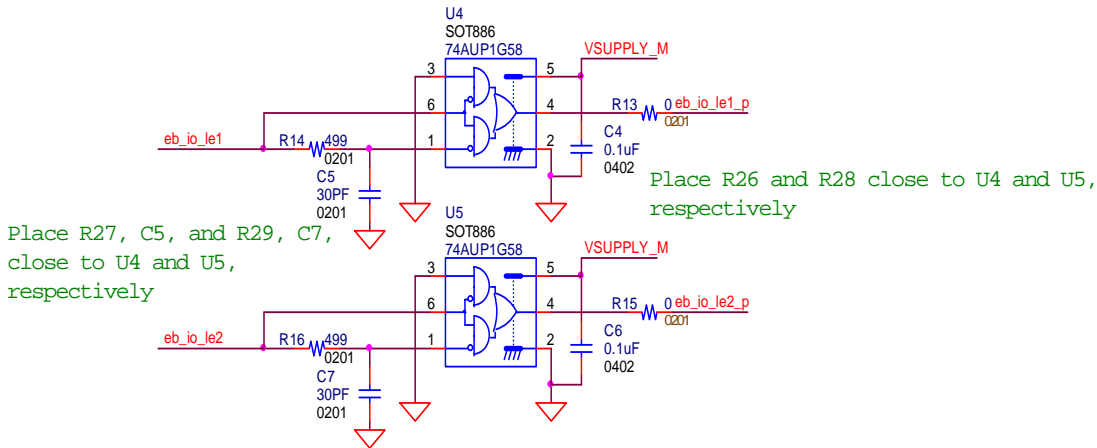 U4
SOT886
74AUP1G58
VSUPPLY_M
3
5
6
4
R13
0
eb_io_le1_p
0201
eb_io_le1
R14
499
0201
1
2
C4
0.1uF
0402
C5
30PF
0201
Place R26 and R28 close to U4 and U5,
respectively
Place R27, C5, and R29, C7,
close to U4 and U5,
respectively
U5
SOT886
74AUP1G58
VSUPPLY_M
3
5
6
4
R15
0
eb_io_le2_p
0201
eb_io_le2
R16
499
0201
1
2
C6
0.1uF
0402
C7
30PF
0201